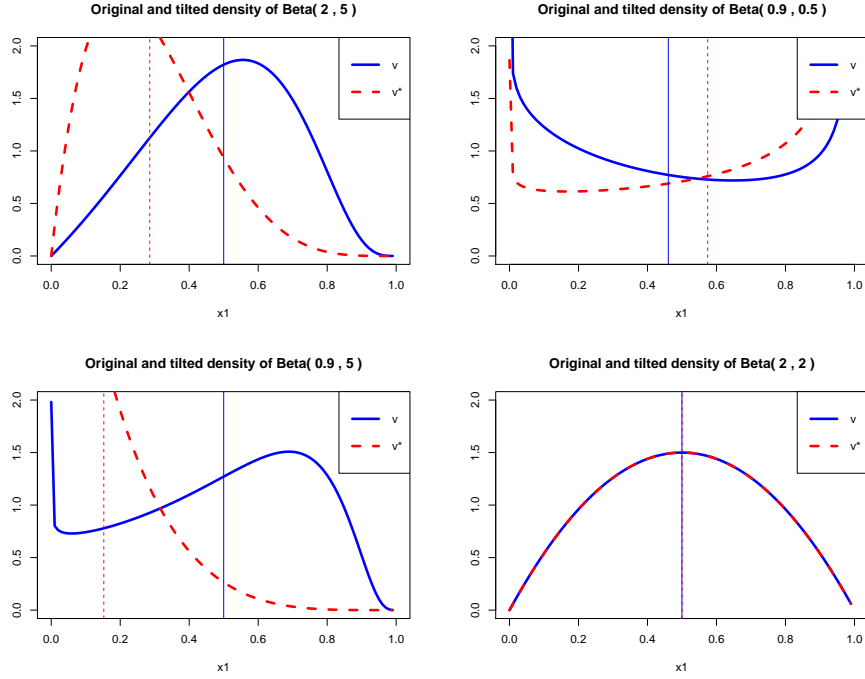 Original and tilted density of Beta( 2 , 5 )
2.0
1.5
1.0
0.5
0.0
v
v*
0.0 0.2 0.4 0.6 0.8 1.0
x1
Original and tilted density of Beta( 0.9 , 0.5 )
2.0
1.5
1.0
0.5
0.0
v
v*
0.0 0.2 0.4 0.6 0.8 1.0
x1
Original and tilted density of Beta( 0.9 , 5 )
2.0
1.5
1.0
0.5
0.0
v
v*
0.0 0.2 0.4 0.6 0.8 1.0
x1
Original and tilted density of Beta( 2 , 2 )
2.0
1.5
1.0
0.5
0.0
v
v*
0.0 0.2 0.4 0.6 0.8 1.0
x1